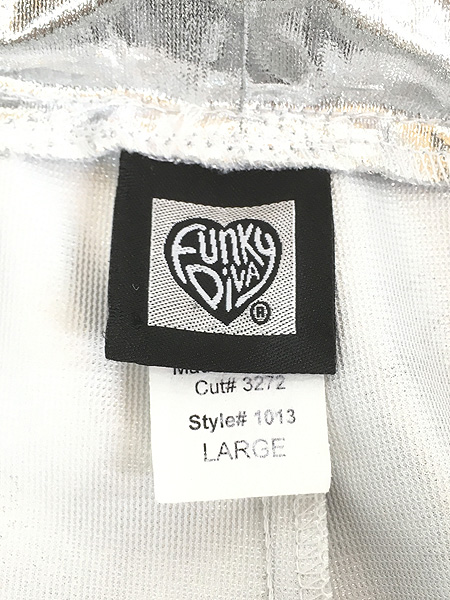 Funky
Diva
®
Cut# 3272
Style# 1013
LARGE